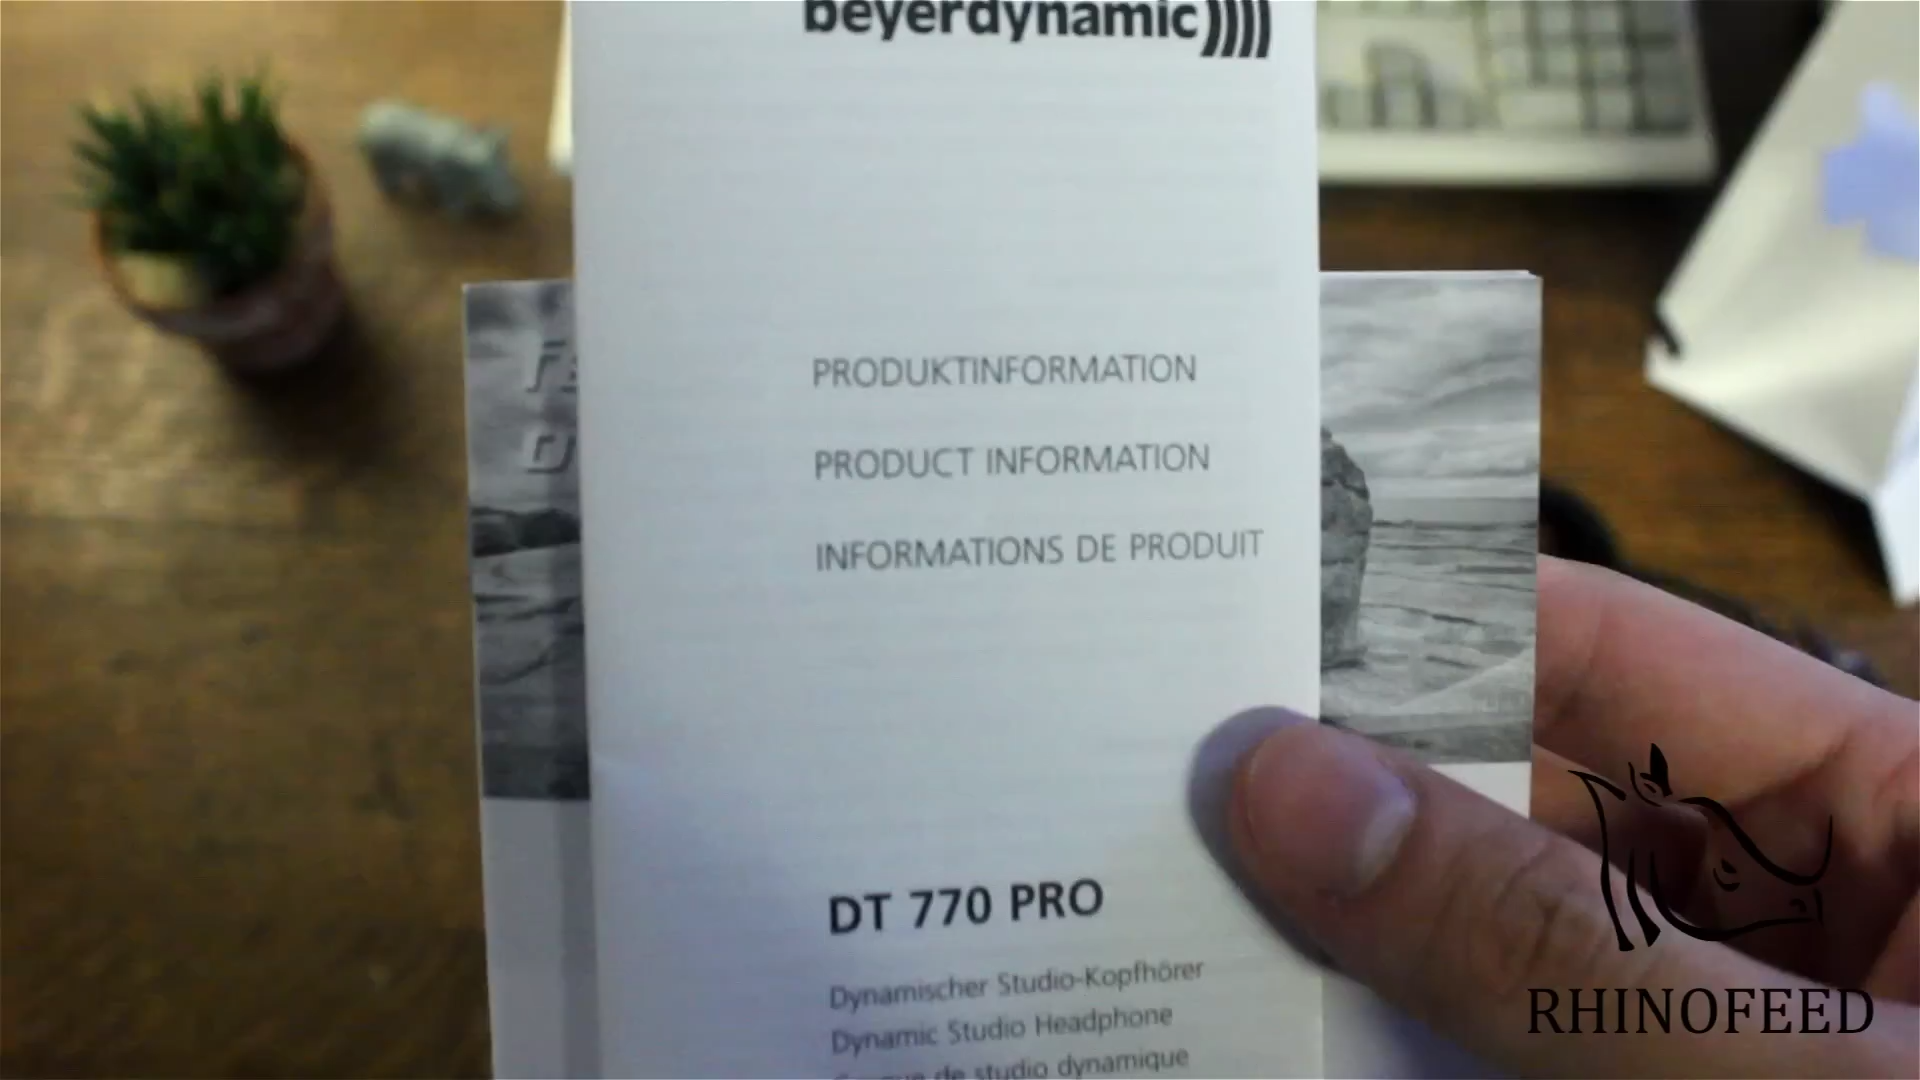 beyerdynamic
PRODUKTINFORMATION
PRODUCT INFORMATION
INFORMATIONS DE PRODUIT
DT 770 PRO
Dynamischer Studio-Kopfhörer
Dynamic Studio Headphone
de studio dynamique
RHINOFEED